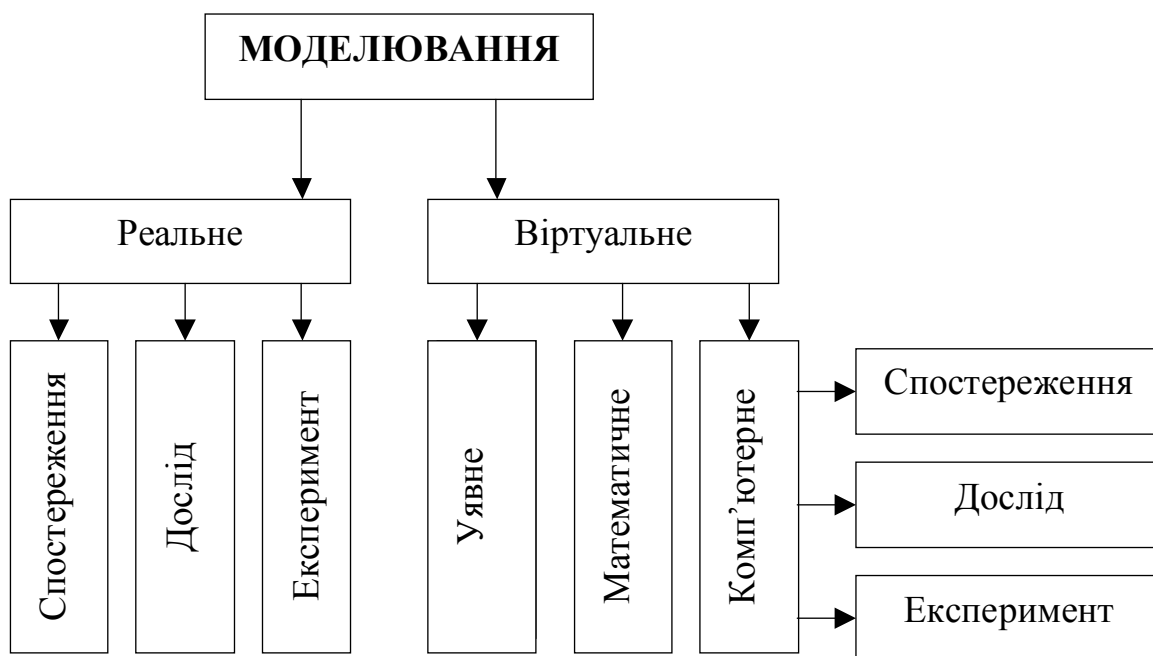 МОДЕЛЮВАННЯ
Реальне
Віртуальне
Спостереження
Дослід
Експеримент
Уявне
Математичне
Комп’ютерне
Спостереження
Дослід
Експеримент